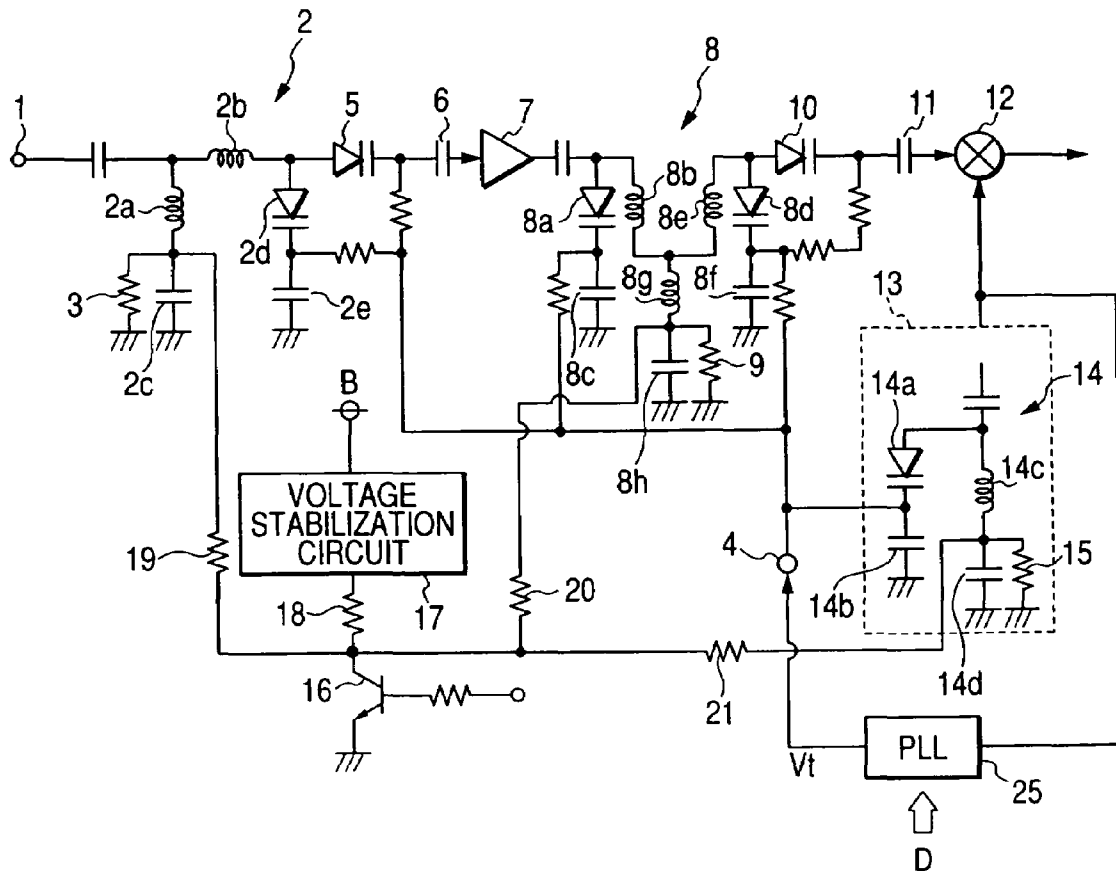 2
8
1
2b
5
6
7
10
11
12
2a
8b
8a
8e
8d
2d
3
2e
8g
8f
13
2c
8c
9
14
B
14a
8h
14c
VOLTAGE
STABILIZATION
CIRCUIT
4
15
19
18
17
20
14b
16
21
14d
Vt
PLL
25
D